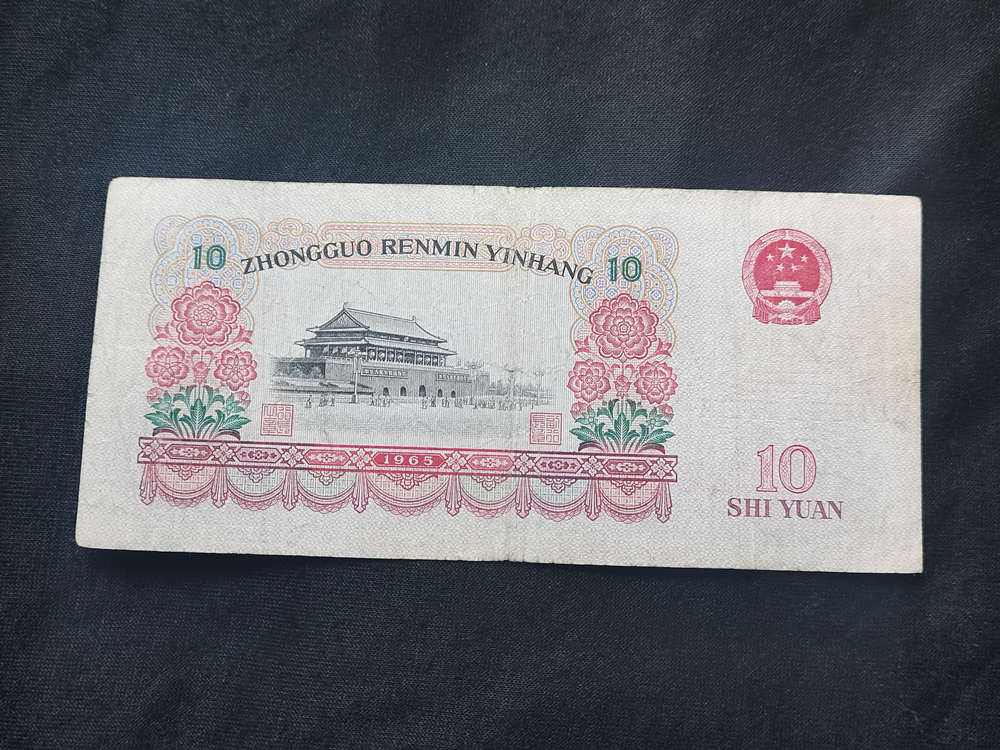 10 ZHONGGUO RENMIN YINHANG 10
1965
10
SHI YUAN